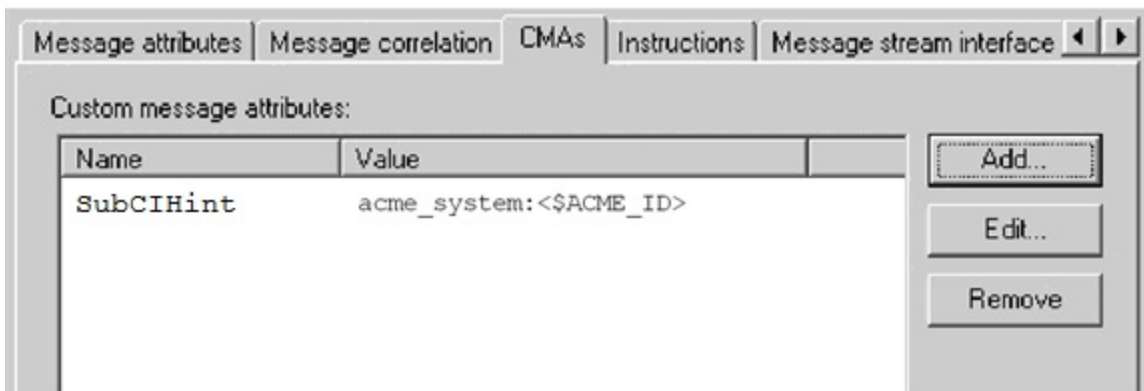 Message attributes Message correlation CMAs Instructions Message stream interface
Custom message attributes:
Name Value
Add...
SubCIHint acme_system:<$ACME_ID>
Edit...
Remove